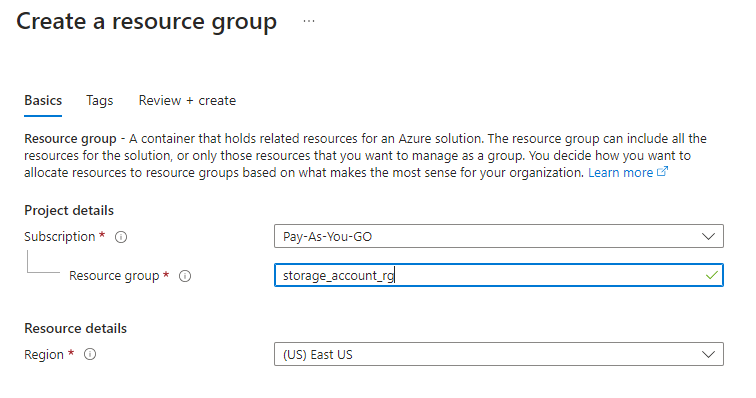 Create a resource group ...
Basics Tags Review + create
Resource group - A container that holds related resources for an Azure solution. The resource group can include all the
resources for the solution, or only those resources that you want to manage as a group. You decide how you want to
allocate resources to resource groups based on what makes the most sense for your organization. Learn more
Project details
Subscription * Pay-As-You-GO
Resource group * storage_account_rg
Resource details
Region * (US) East US